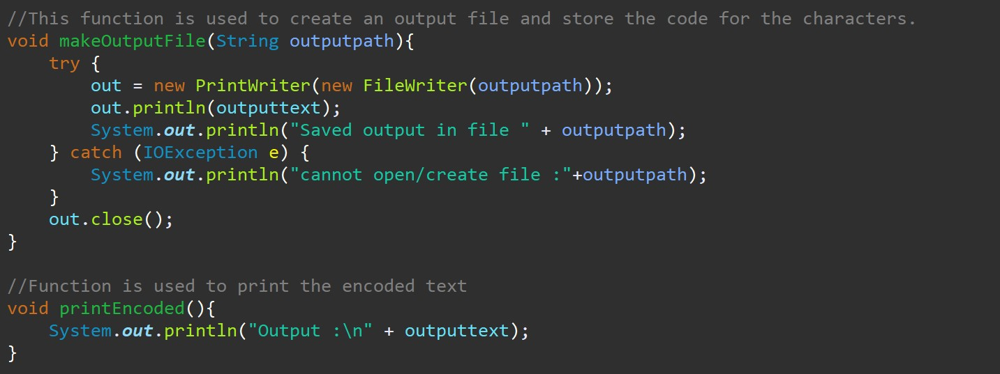 //This function is used to create an output file and store the code for the characters.
void makeOutputFile(String outputpath){
    try {
        out = new PrintWriter(new FileWriter(outputpath));
        out.println(outputtext);
        System.out.println("Saved output in file " + outputpath);
    } catch (IOException e) {
        System.out.println("cannot open/create file :"+outputpath);
    }
    out.close();
}

//Function is used to print the encoded text
void printEncoded(){
    System.out.println("Output :\n" + outputtext);
}